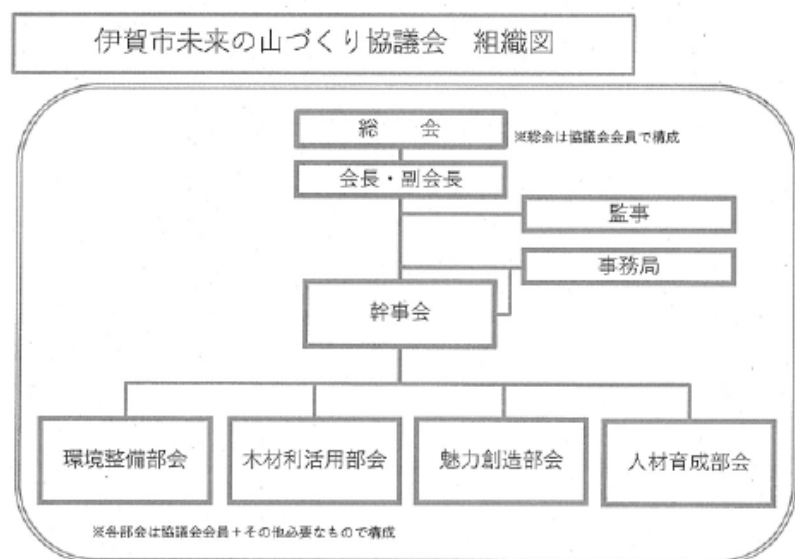 伊賀市未来の山づくり協議会　組織図
総　　会
※総会は協議会会員で構成
会長・副会長
監事
事務局
幹事会
環境整備部会
木材利活用部会
魅力創造部会
人材育成部会
※各部会は協議会会員＋その他必要なもので構成